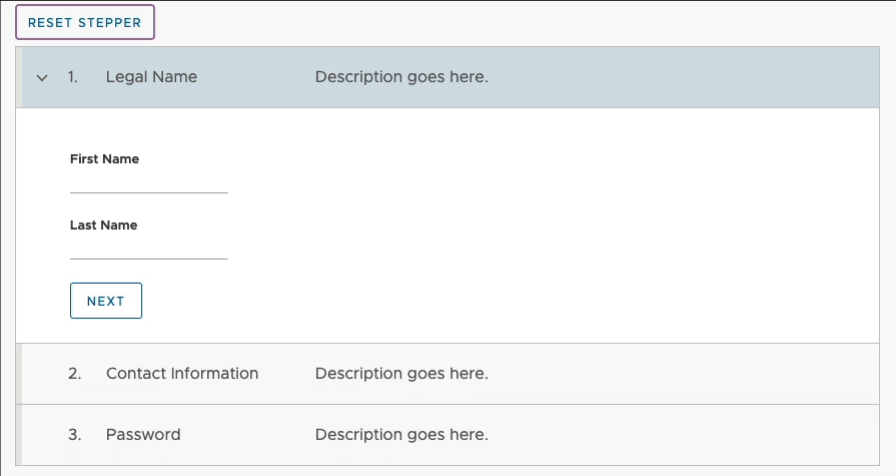 RESET STEPPER
1. Legal Name Description goes here.
First Name
Last Name
NEXT
2. Contact Information Description goes here.
3. Password Description goes here.